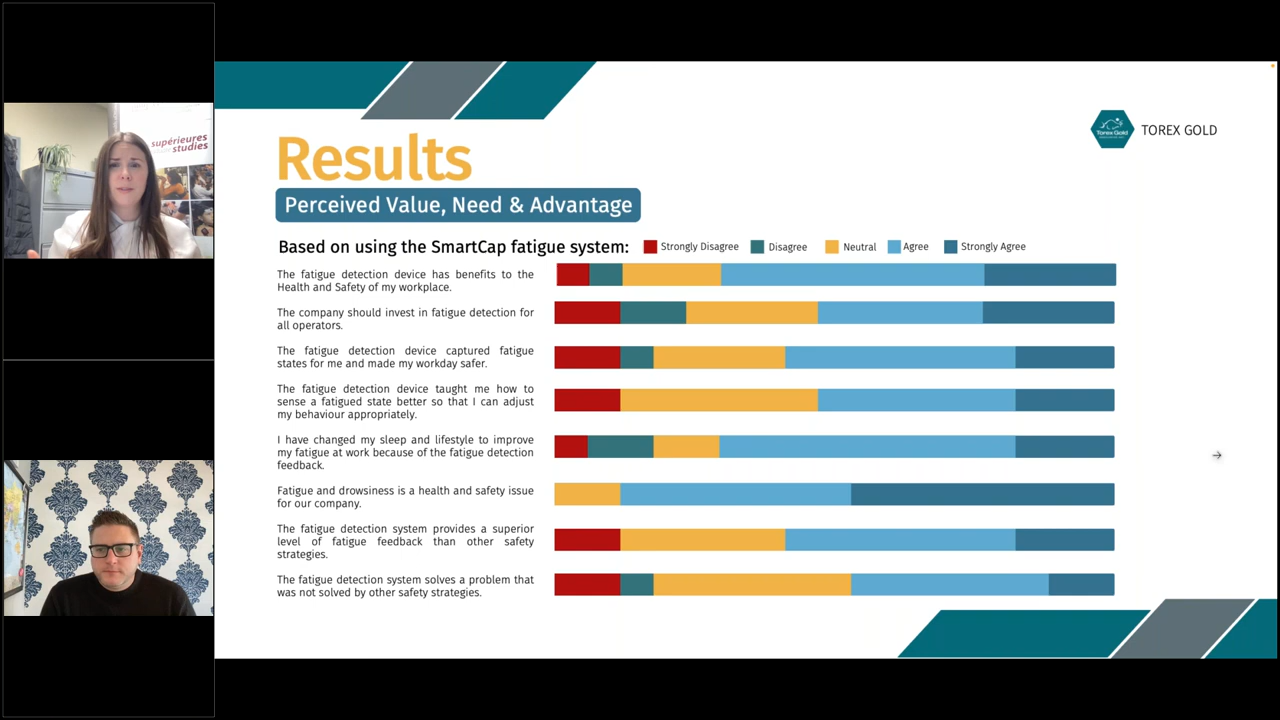 supérieures
studies
Torex Gold
TOREX GOLD
Results
Perceived Value, Need & Advantage
Based on using the SmartCap fatigue system:
Strongly Disagree
Disagree
Neutral
Agree
Strongly Agree
The fatigue detection device has benefits to the
Health and Safety of my workplace.
The company should invest in fatigue detection for
all operators.
The fatigue detection device captured fatigue
states for me and made my workday safer.
The fatigue detection device taught me how to
sense a fatigued state better so that I can adjust
my behaviour appropriately.
I have changed my sleep and lifestyle to improve
my fatigue at work because of the fatigue detection
feedback.
Fatigue and drowsiness is a health and safety issue
for our company.
The fatigue detection system provides a superior
level of fatigue feedback than other safety
strategies.
The fatigue detection system solves a problem that
was not solved by other safety strategies.